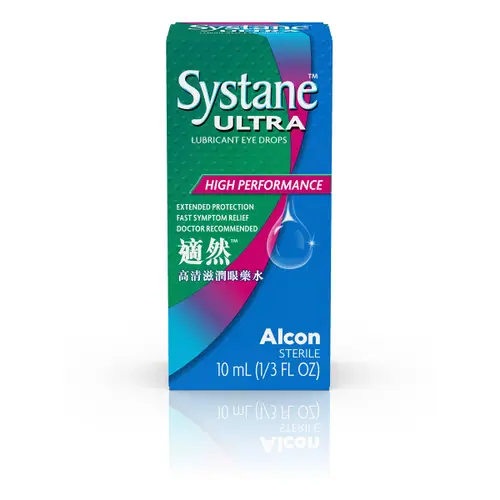 Systane™
ULTRA
LUBRICANT EYE DROPS
HIGH PERFORMANCE
EXTENDED PROTECTION
FAST SYMPTOM RELIEF
DOCTOR RECOMMENDED
適然™
高清滋潤眼藥水
Alcon
STERILE
10 mL (1/3 FL OZ)